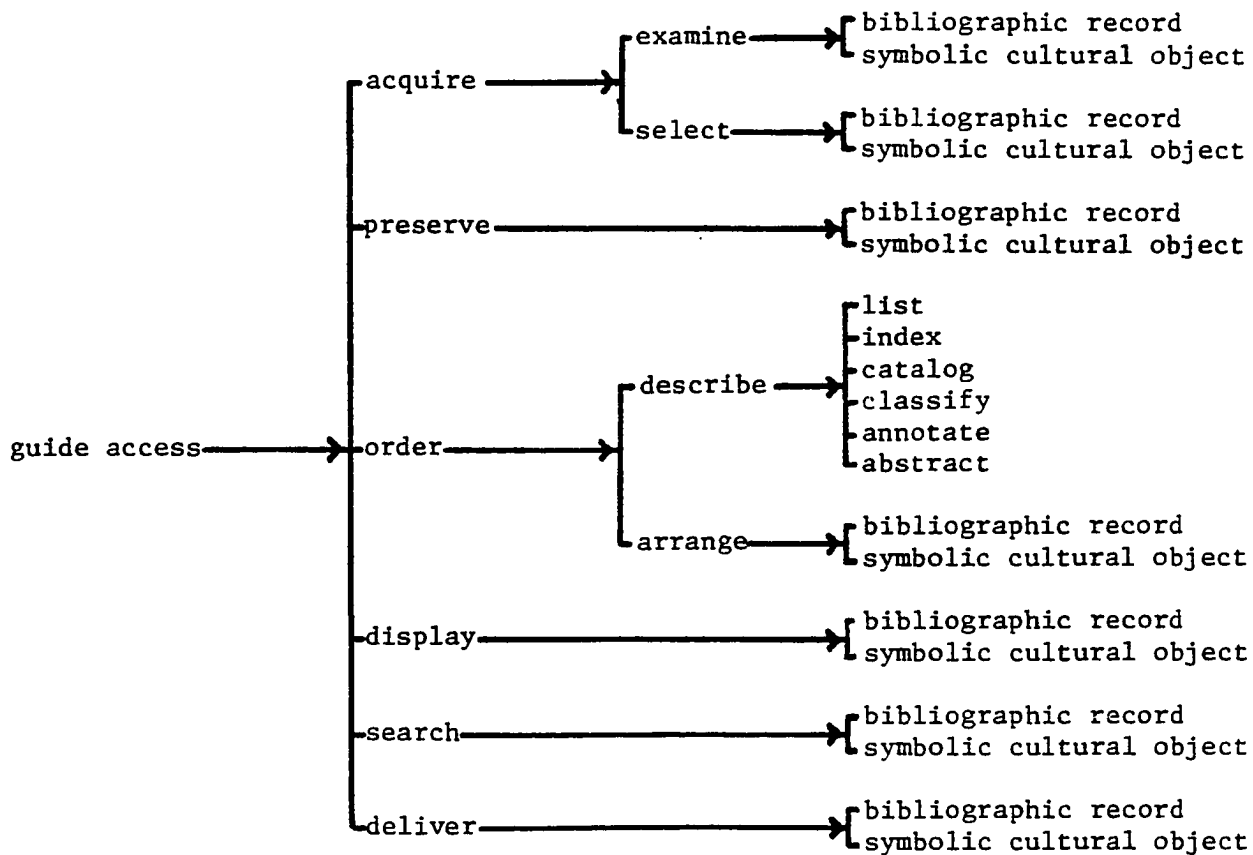 bibliographic record
examine
symbolic cultural object
acquire
bibliographic record
select
symbolic cultural object
bibliographic record
preserve
symbolic cultural object
list
index
describe
catalog
classify
annotate
guide access
order
abstract
bibliographic record
arrange
symbolic cultural object
bibliographic record
display
symbolic cultural object
bibliographic record
search
symbolic cultural object
bibliographic record
deliver
symbolic cultural object